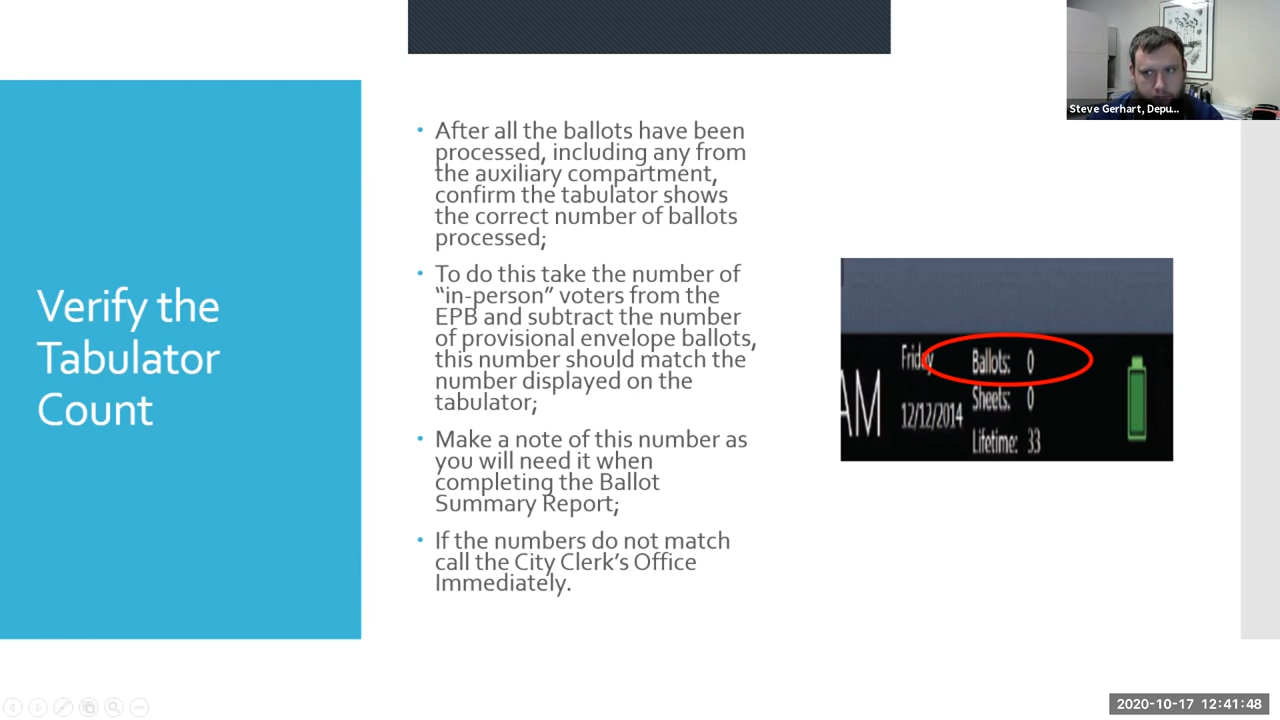 Steve Gerhart, Depu...
Verify the
Tabulator
Count
• After all the ballots have been
processed, including any from
the auxiliary compartment,
confirm the tabulator shows
the correct number of ballots
processed;
• To do this take the number of
“in-person” voters from the
EPB and subtract the number
of provisional envelope ballots,
this number should match the
number displayed on the
tabulator;
• Make a note of this number as
you will need it when
completing the Ballot
Summary Report;
• If the numbers do not match
call the City Clerk’s Office
Immediately.
AM
Friday
12/12/2014
Ballots: 0
Sheets: 0
Lifetime: 33
2020-10-17 12:41:48